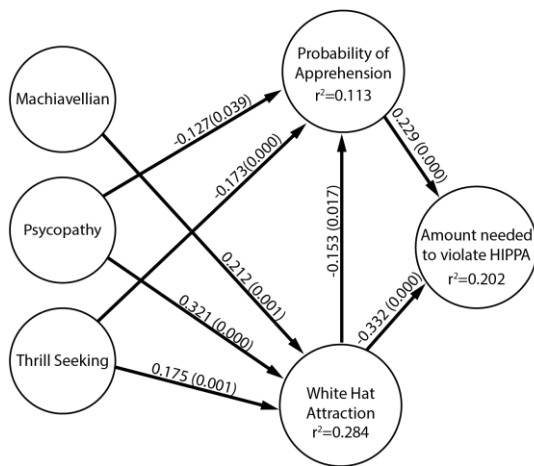 Machiavellian
Psycopathy
Thrill Seeking
Probability of
Apprehension
r²=0.113
White Hat
Attraction
r²=0.284
Amount needed
to violate HIPPA
r²=0.202
-0.127(0.039)
-0.173(0.000)
0.212 (0.001)
0.321 (0.000)
0.175 (0.001)
-0.153 (0.017)
0.229 (0.000)
-0.332 (0.000)